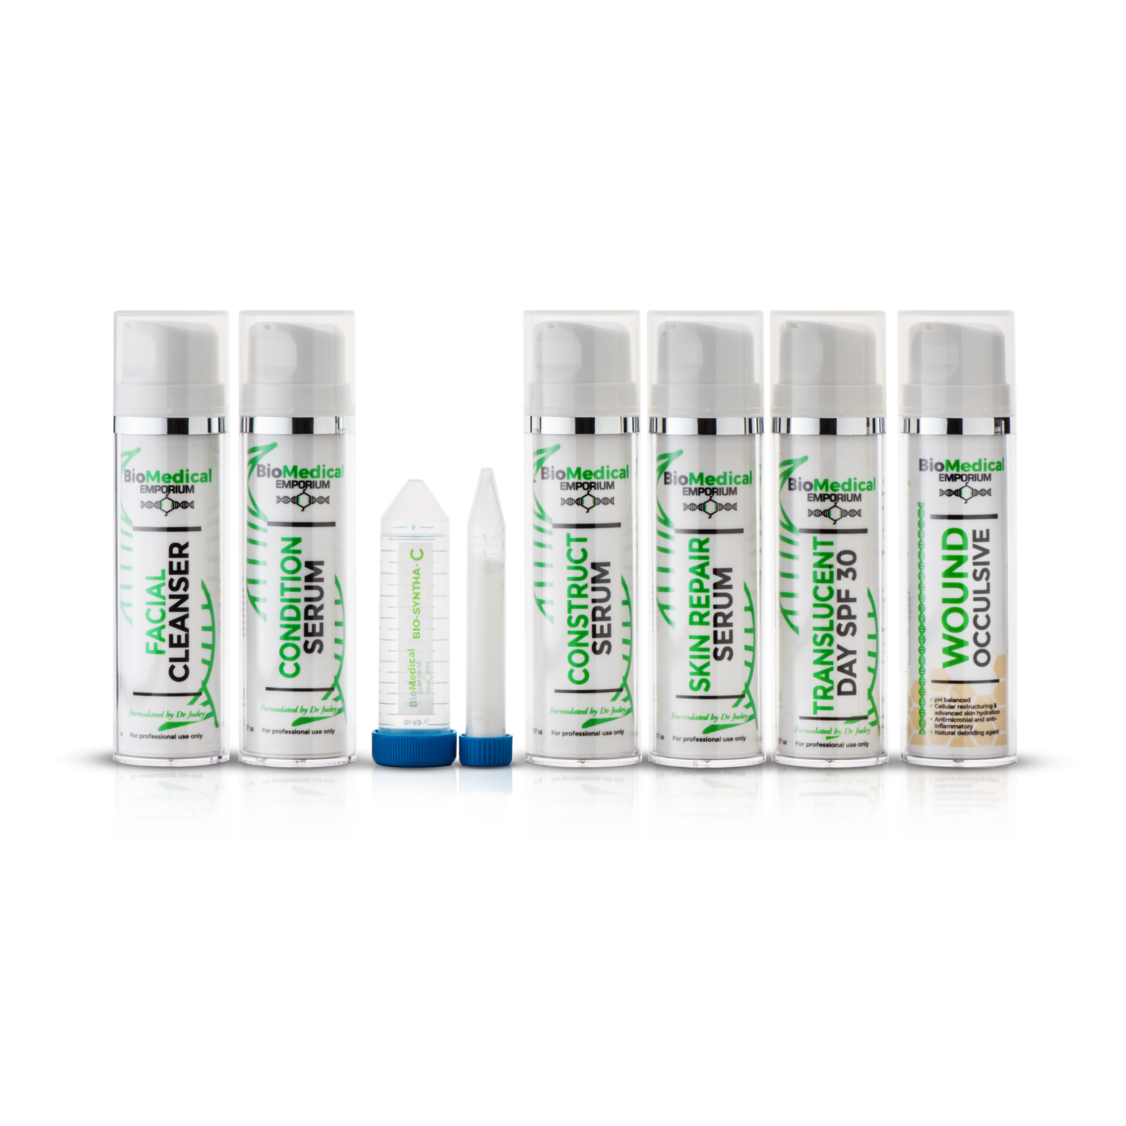 BioMedical
EMPORIUM
FACIAL
CLEANSER
Formulated by Dr Judey
For professional use only
BioMedical
EMPORIUM
CONDITION
SERUM
Formulated by Dr Judey
For professional use only
BioMedical
EMPORIUM
BIO-SYNTHA-C
BioMedical
EMPORIUM
CONSTRUCT
SERUM
Formulated by Dr Judey
For professional use only
BioMedical
EMPORIUM
SKIN REPAIR
SERUM
Formulated by Dr Judey
For professional use only
BioMedical
EMPORIUM
TRANSLUCENT
DAY SPF 30
Formulated by Dr Judey
For professional use only
BioMedical
EMPORIUM
WOUND
OCCULSIVE
pH balanced
Cellular restructuring &
advanced skin hydration
Antimicrobial and anti-
inflammatory
Natural debriding agent